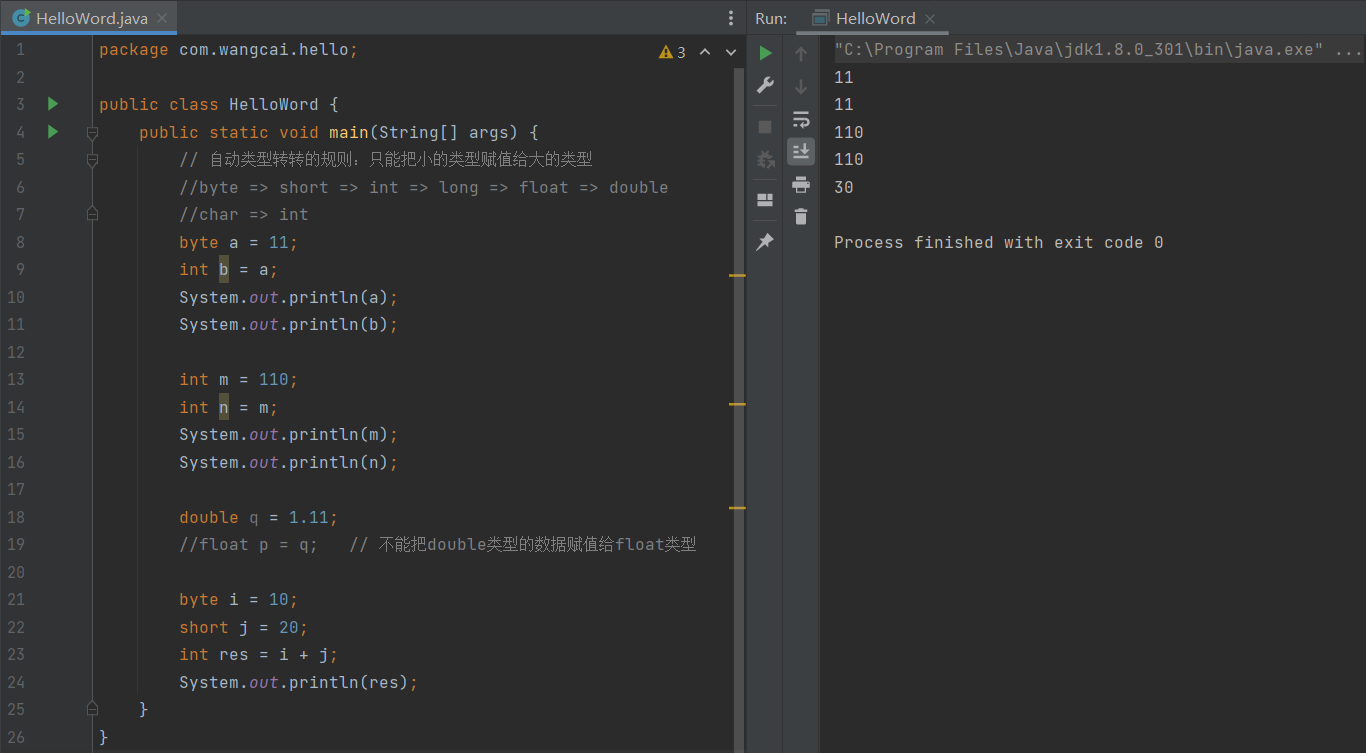 HelloWord.java
1 package com.wangcai.hello;
3
2
3 public class HelloWord {
4 public static void main(String[] args) {
5 // 自动类型转转的规则：只能把小的类型赋值给大的类型
6 //byte => short => int => long => float => double
7 //char => int
8 byte a = 11;
9 int b = a;
10 System.out.println(a);
11 System.out.println(b);
12
13 int m = 110;
14 int n = m;
15 System.out.println(m);
16 System.out.println(n);
17
18 double q = 1.11;
19 //float p = q; // 不能把double类型的数据赋值给float类型
20
21 byte i = 10;
22 short j = 20;
23 int res = i + j;
24 System.out.println(res);
25 }
26 }
Run: HelloWord
"C:\Program Files\Java\jdk1.8.0_301\bin\java.exe" ...
11
11
110
110
30
Process finished with exit code 0